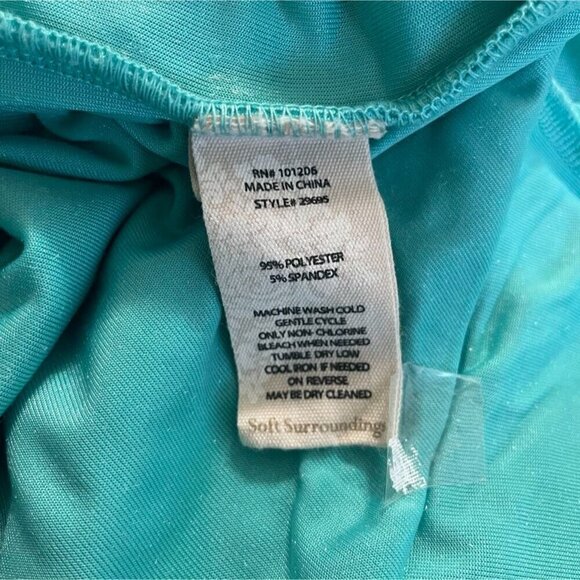 RN# 101206
MADE IN CHINA
STYLE# 29695
95% POLYESTER
5% SPANDEX
MACHINE WASH COLD
GENTLE CYCLE
ONLY NON-CHLORINE
BLEACH WHEN NEEDED
TUMBLE DRY LOW
COOL IRON IF NEEDED
ON REVERSE
MAY BE DRY CLEANED
Soft Surroundings